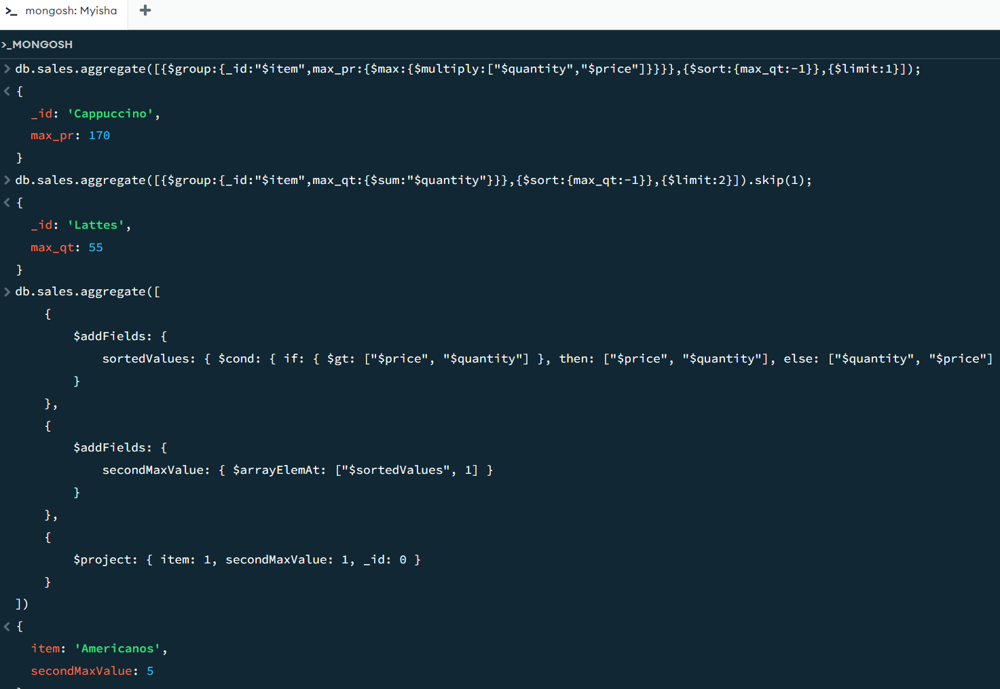 >_ mongosh: Myisha +
>_MONGOSH
> db.sales.aggregate([{$group:{_id:"$item",max_pr:{$max:{$multiply:["$quantity","$price"]}}}},{$sort:{max_qt:-1}},{$limit:1}]);
< {
_id: 'Cappuccino',
max_pr: 170
}
> db.sales.aggregate([{$group:{_id:"$item",max_qt:{$sum:"$quantity"}}},{$sort:{max_qt:-1}},{$limit:2}]).skip(1);
< {
_id: 'Lattes',
max_qt: 55
}
> db.sales.aggregate([
{
$addFields: {
sortedValues: { $cond: { if: { $gt: ["$price", "$quantity"] }, then: ["$price", "$quantity"], else: ["$quantity", "$price"]
}
},
{
$addFields: {
secondMaxValue: { $arrayElemAt: ["$sortedValues", 1] }
}
},
{
$project: { item: 1, secondMaxValue: 1, _id: 0 }
}
])
< {
item: 'Americanos',
secondMaxValue: 5